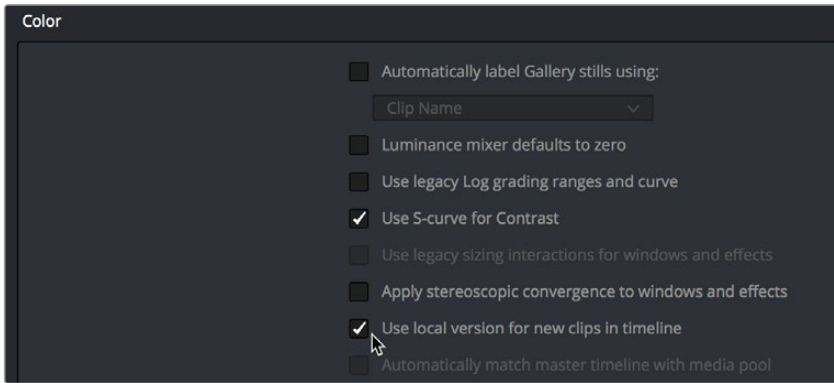 Color
Automatically label Gallery stills using:
Clip Name
Luminance mixer defaults to zero
Use legacy Log grading ranges and curve
Use S-curve for Contrast
Use legacy sizing interactions for windows and effects
Apply stereoscopic convergence to windows and effects
Use local version for new clips in timeline
Automatically match master timeline with media pool